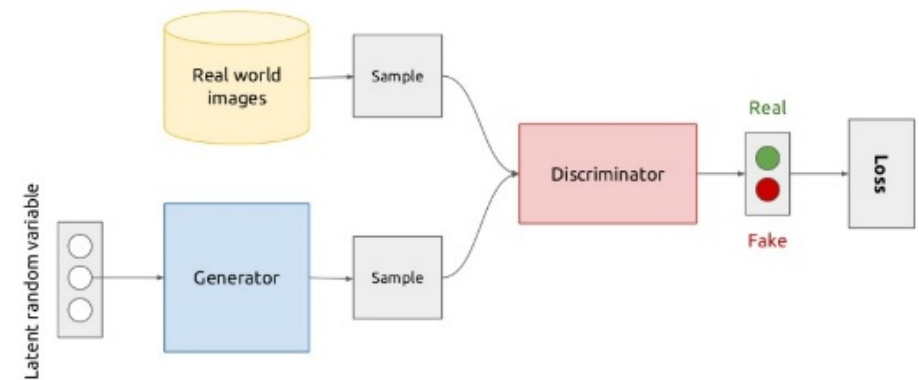 Real world
images
Sample
Real
Discriminator
Loss
Fake
Latent random variable
Generator
Sample